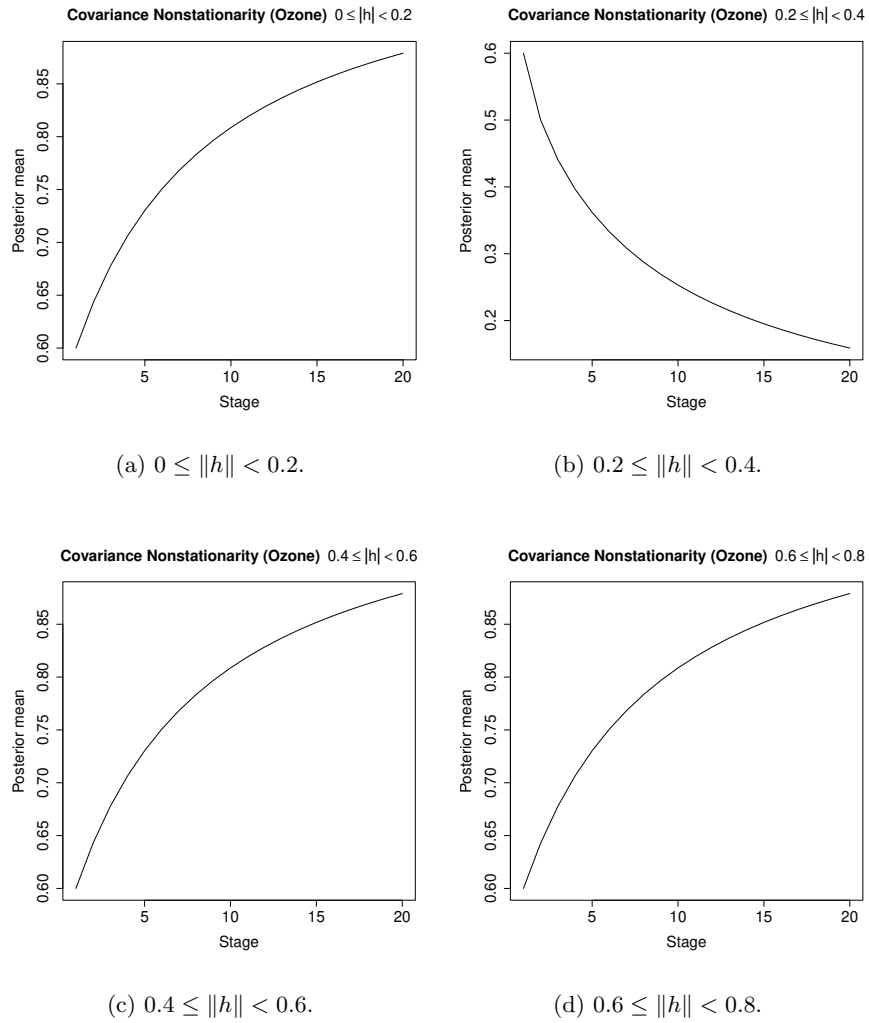 Covariance Nonstationarity (Ozone) 0 ≤ |h| < 0.2
Posterior mean
0.60 0.65 0.70 0.75 0.80 0.85
5 10 15 20
Stage
(a) 0 ≤ ‖h‖ < 0.2.
Covariance Nonstationarity (Ozone) 0.2 ≤ |h| < 0.4
Posterior mean
0.2 0.3 0.4 0.5 0.6
5 10 15 20
Stage
(b) 0.2 ≤ ‖h‖ < 0.4.
Covariance Nonstationarity (Ozone) 0.4 ≤ |h| < 0.6
Posterior mean
0.60 0.65 0.70 0.75 0.80 0.85
5 10 15 20
Stage
(c) 0.4 ≤ ‖h‖ < 0.6.
Covariance Nonstationarity (Ozone) 0.6 ≤ |h| < 0.8
Posterior mean
0.60 0.65 0.70 0.75 0.80 0.85
5 10 15 20
Stage
(d) 0.6 ≤ ‖h‖ < 0.8.